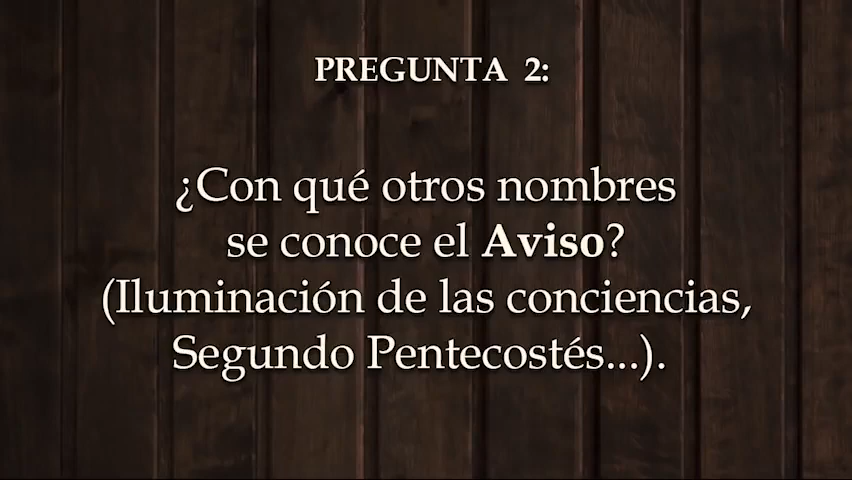 PREGUNTA 2:
¿Con qué otros nombres
se conoce el Aviso?
(Iluminación de las conciencias,
Segundo Pentecostés...).